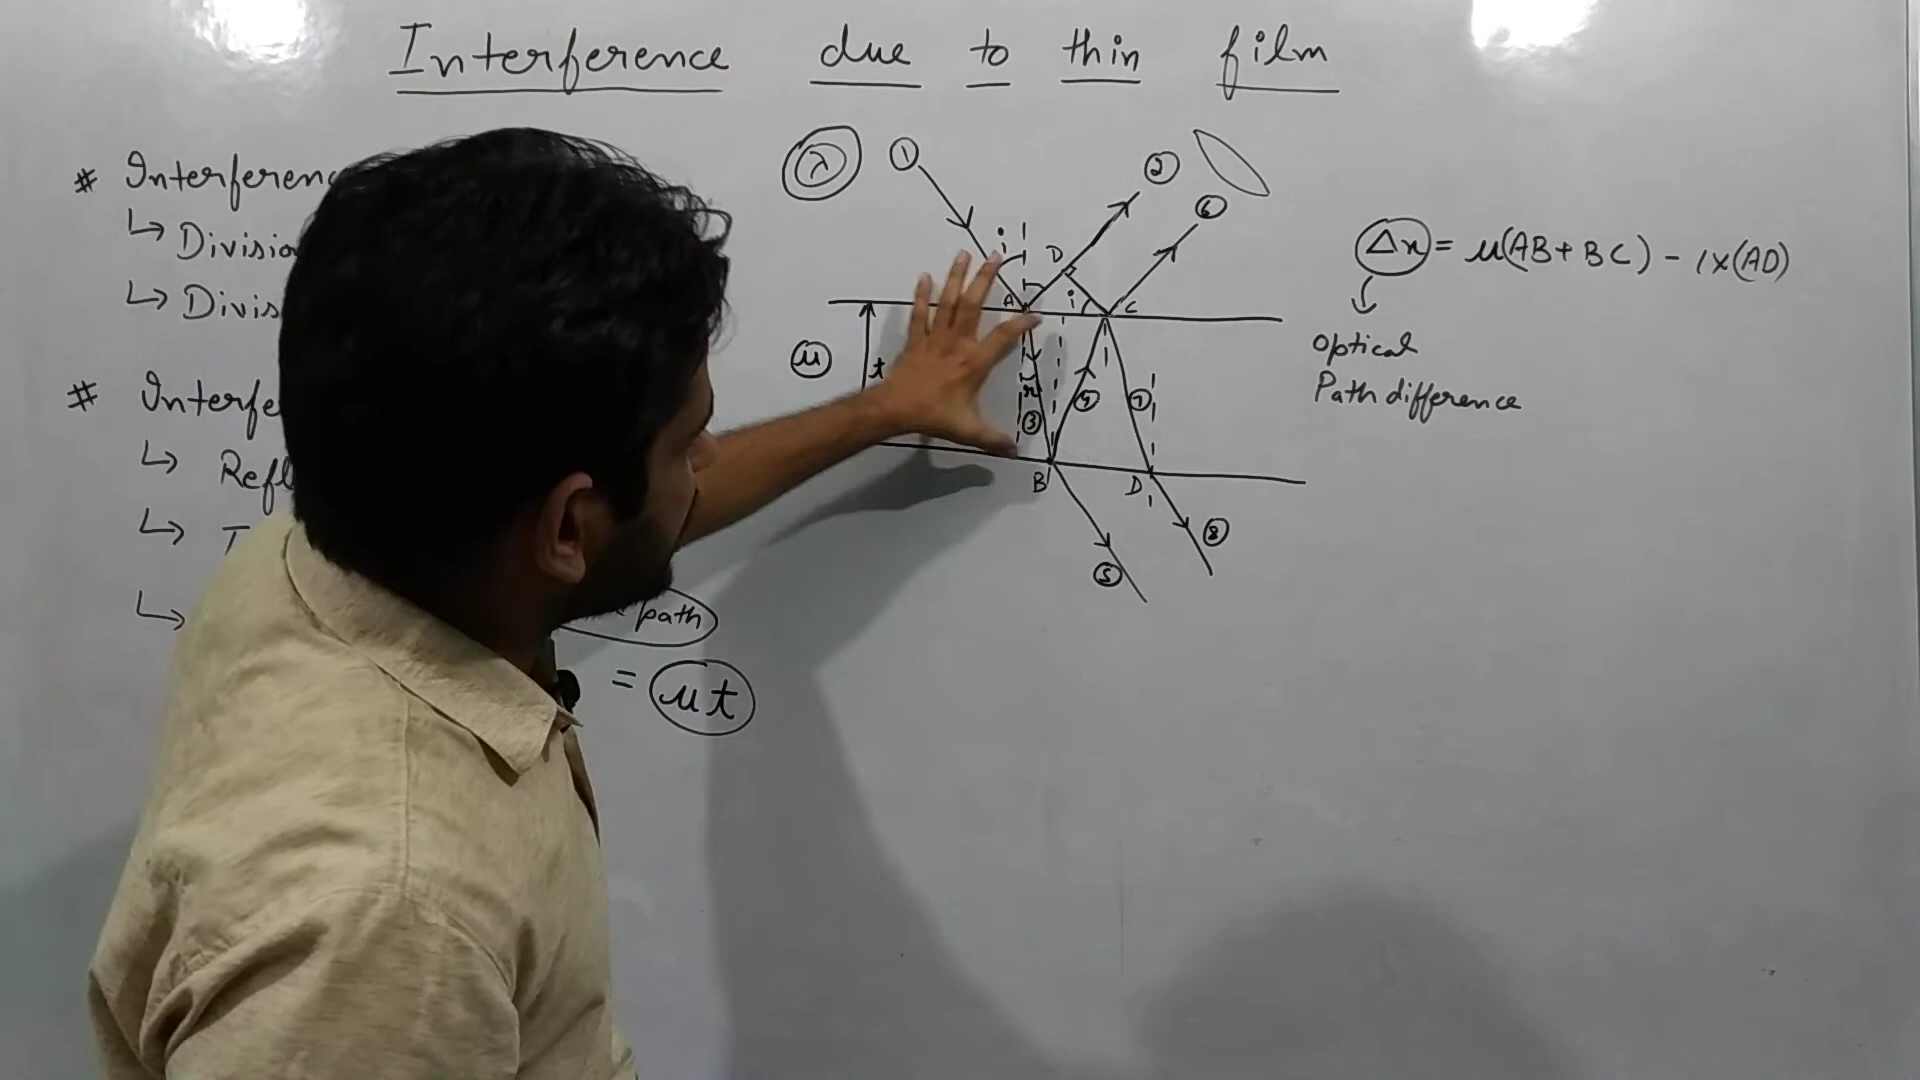 Interference due to thin film
# Interferenc
↳ Division
↳ Divis
# Interfe
↳ Refl
↳
↳
path
= μt
λ
①
②
⑥
i
D
A
i
C
μ
t
r
③
④
⑦
B
D
⑤
⑧
Δx = μ(AB+BC) - 1×(AD)
Optical
Path difference